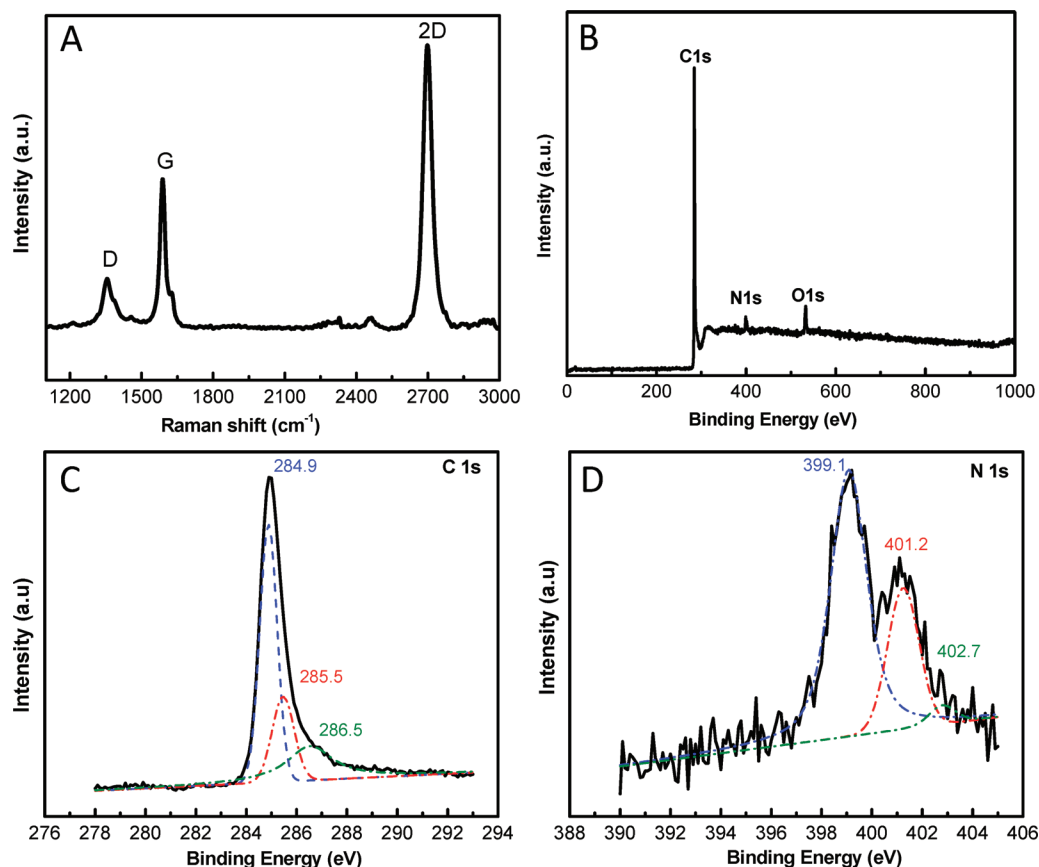 A
D
G
2D
Intensity (a.u.)
1200 1500 1800 2100 2400 2700 3000
Raman shift (cm⁻¹)
B
C1s
N1s
O1s
Intensity (a.u.)
0 200 400 600 800 1000
Binding Energy (eV)
C
284.9
C 1s
285.5
286.5
Intensity (a.u)
276 278 280 282 284 286 288 290 292 294
Binding Energy (eV)
D
399.1
N 1s
401.2
402.7
Intensity (a.u)
388 390 392 394 396 398 400 402 404 406
Binding Energy (eV)